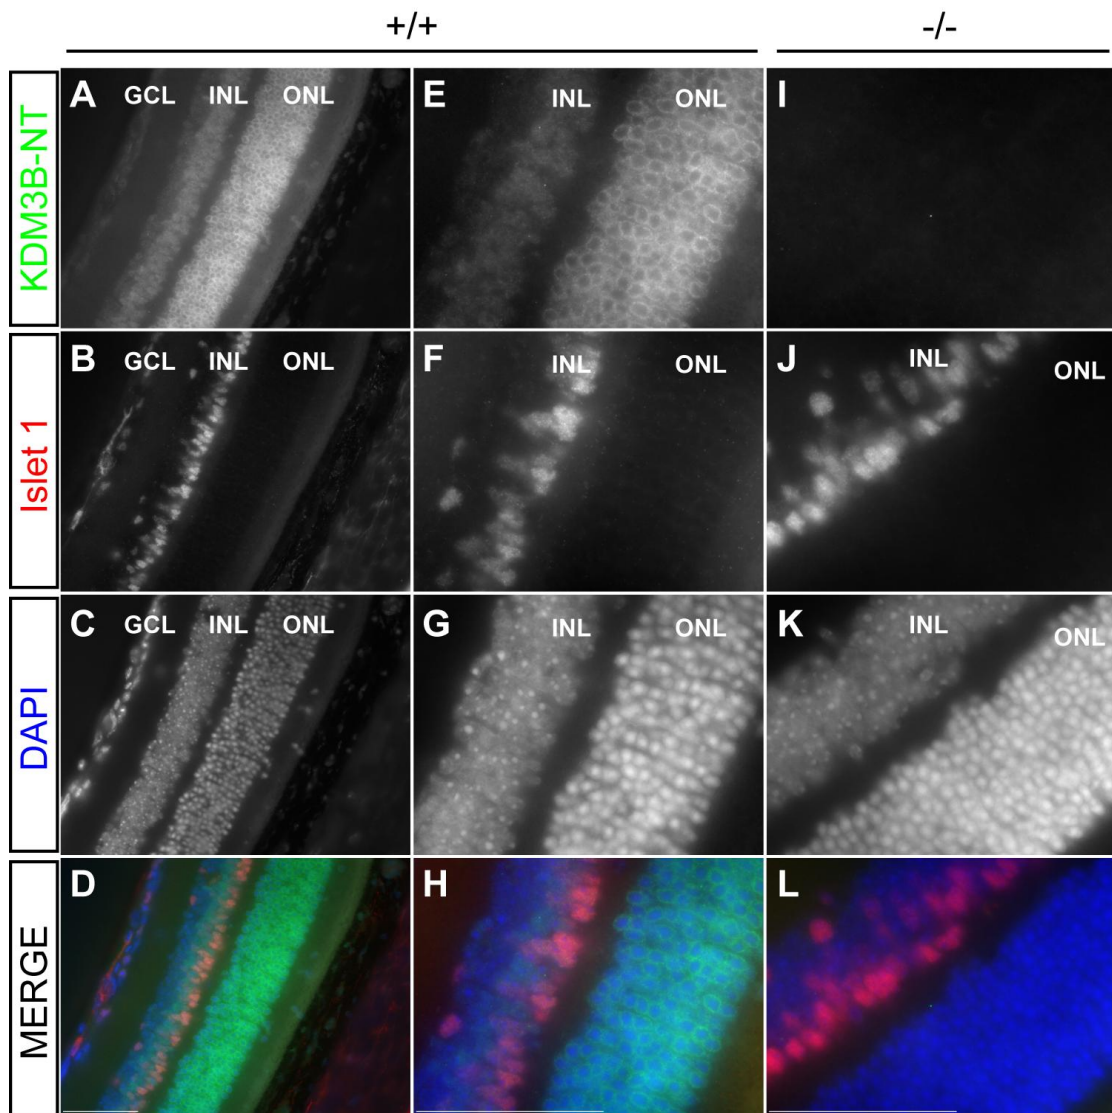 +/+ -/-
KDM3B-NT
A GCL INL ONL
E INL ONL
I
Islet 1
B GCL INL ONL
F INL ONL
J INL ONL
DAPI
C GCL INL ONL
G INL ONL
K INL ONL
MERGE
D
H
L